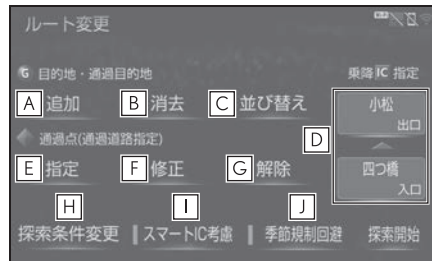 ルート変更
G 目的地・通過目的地 乗降IC 指定
A 追加 B 消去 C 並び替え
小松
出口
D
通過点(通過道路指定)
E 指定 F 修正 G 解除
四つ橋
入口
H I J
探索条件変更 スマートIC考慮 季節規制回避 探索開始